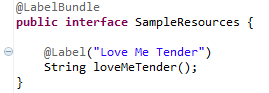 @LabelBundle
public interface SampleResources {
@Label("Love Me Tender")
String loveMeTender();
}